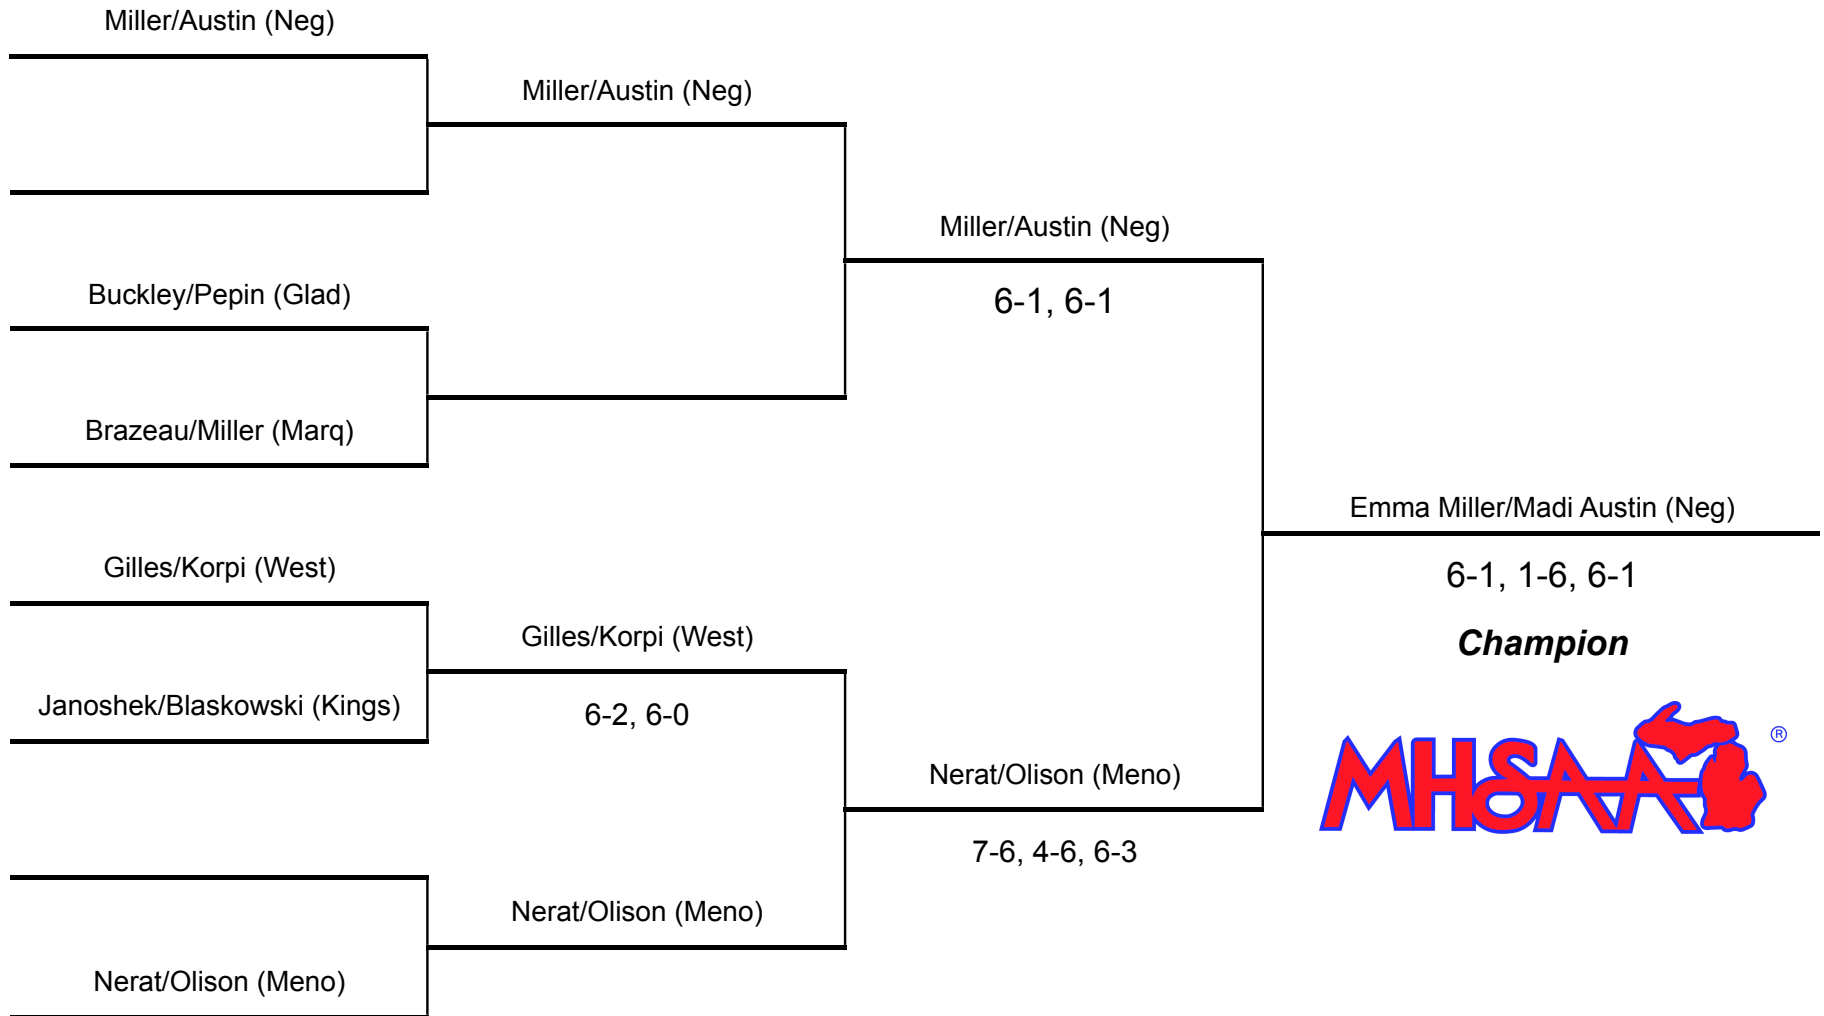 Miller/Austin (Neg)
Miller/Austin (Neg)
Miller/Austin (Neg)
6-1, 6-1
Buckley/Pepin (Glad)
Brazeau/Miller (Marq)
Emma Miller/Madi Austin (Neg)
6-1, 1-6, 6-1
Champion
Gilles/Korpi (West)
Gilles/Korpi (West)
6-2, 6-0
Janoshek/Blaskowski (Kings)
MHSAA ®
Nerat/Olison (Meno)
7-6, 4-6, 6-3
Nerat/Olison (Meno)
Nerat/Olison (Meno)